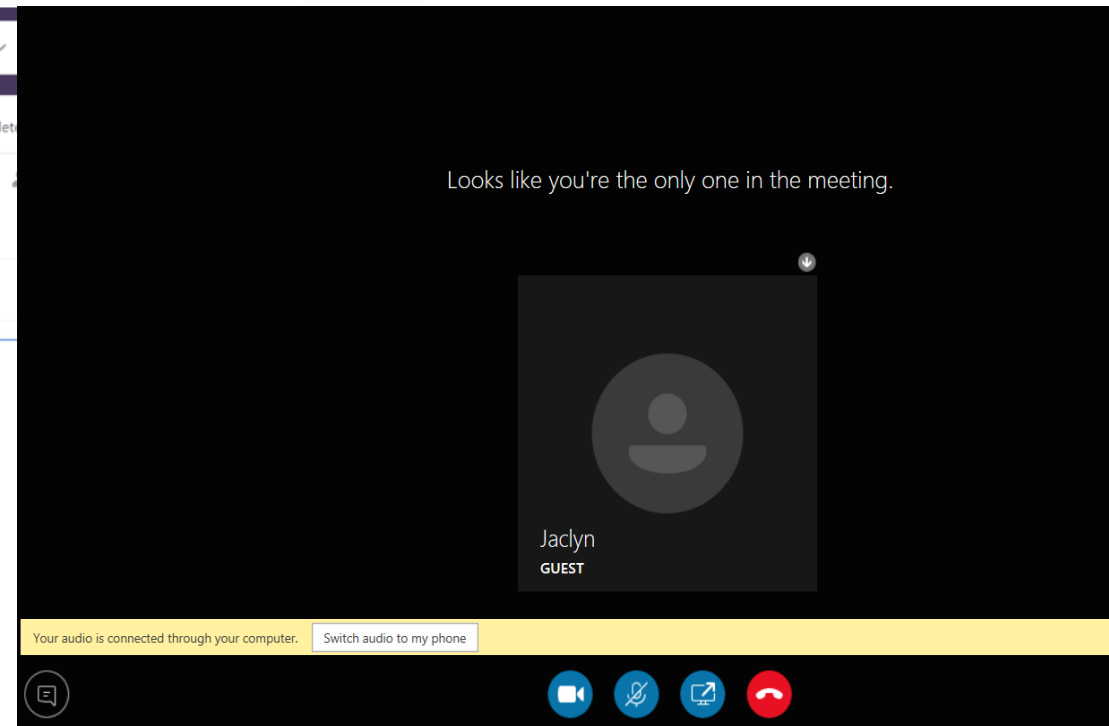 lete
Looks like you're the only one in the meeting.
Jaclyn
GUEST
Your audio is connected through your computer. Switch audio to my phone